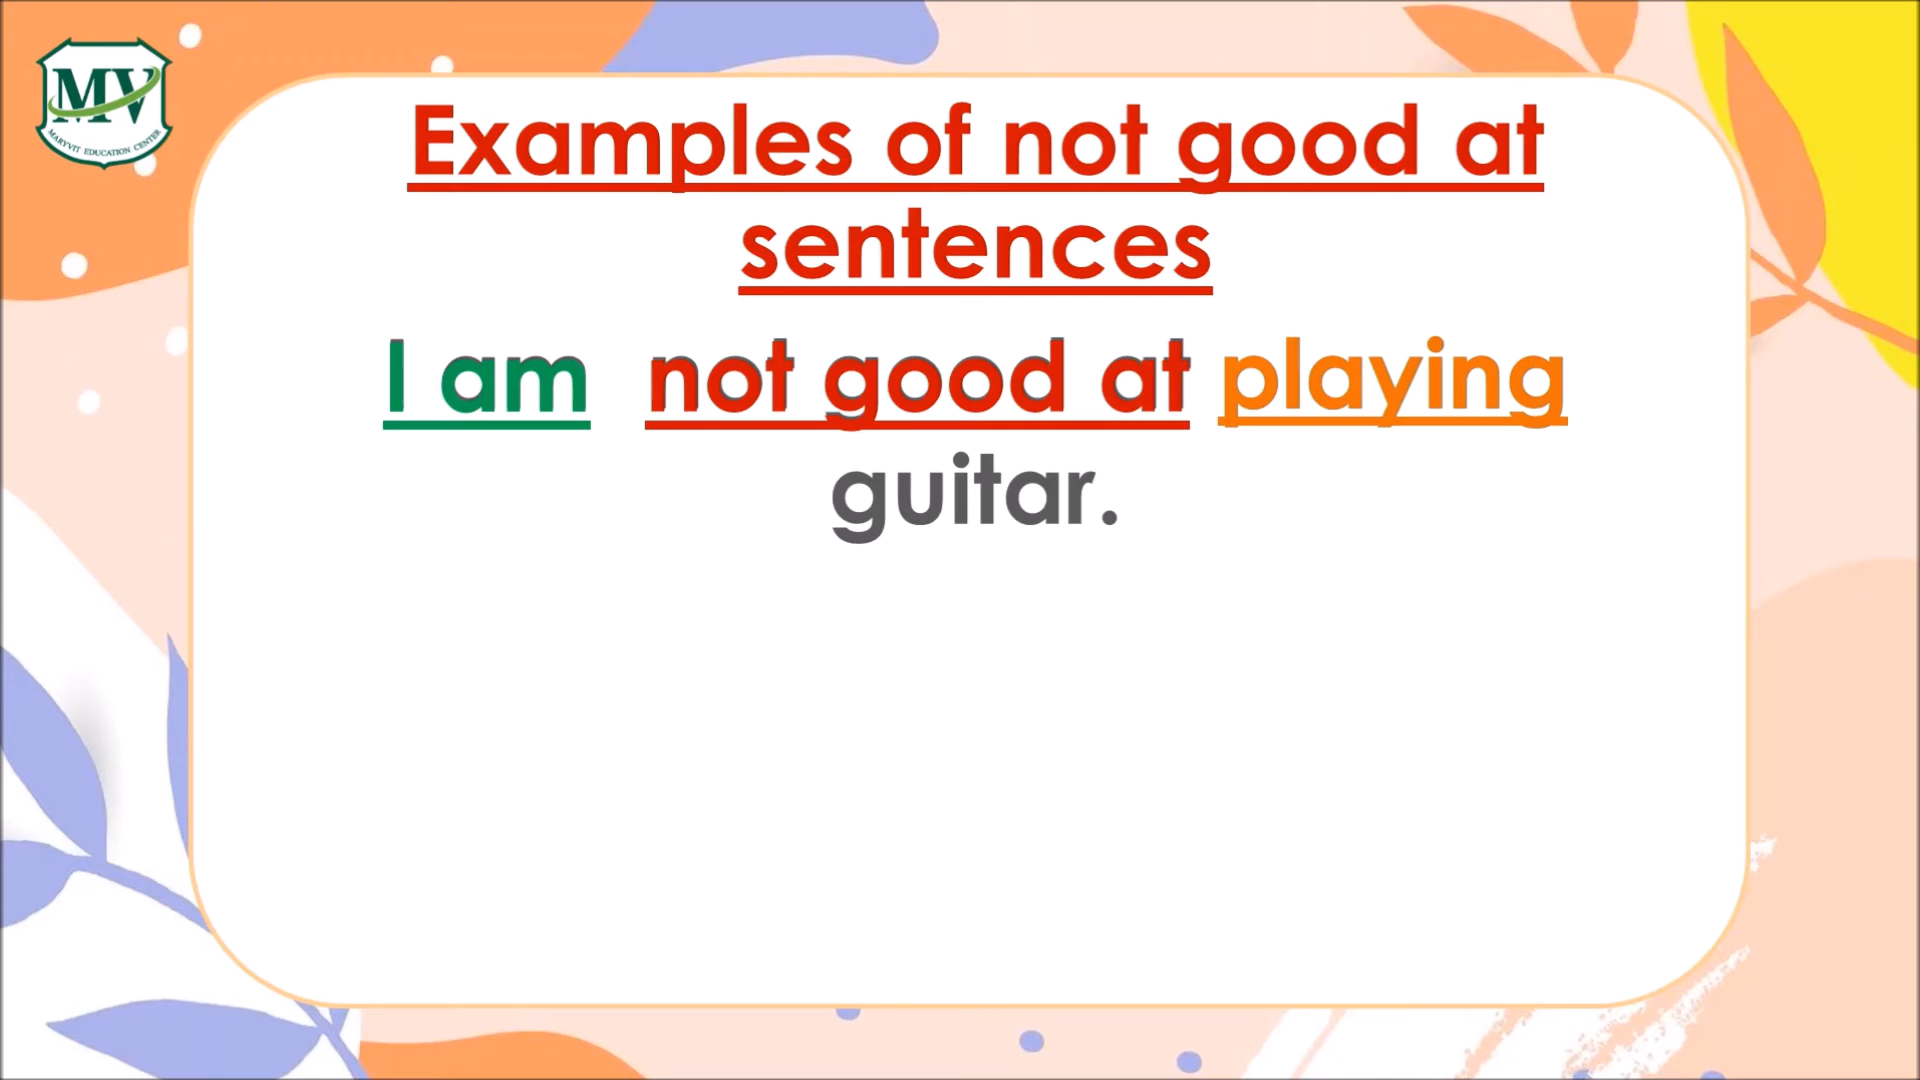 MV
MARYVIT EDUCATION CENTER
Examples of not good at
sentences
I am not good at playing
guitar.